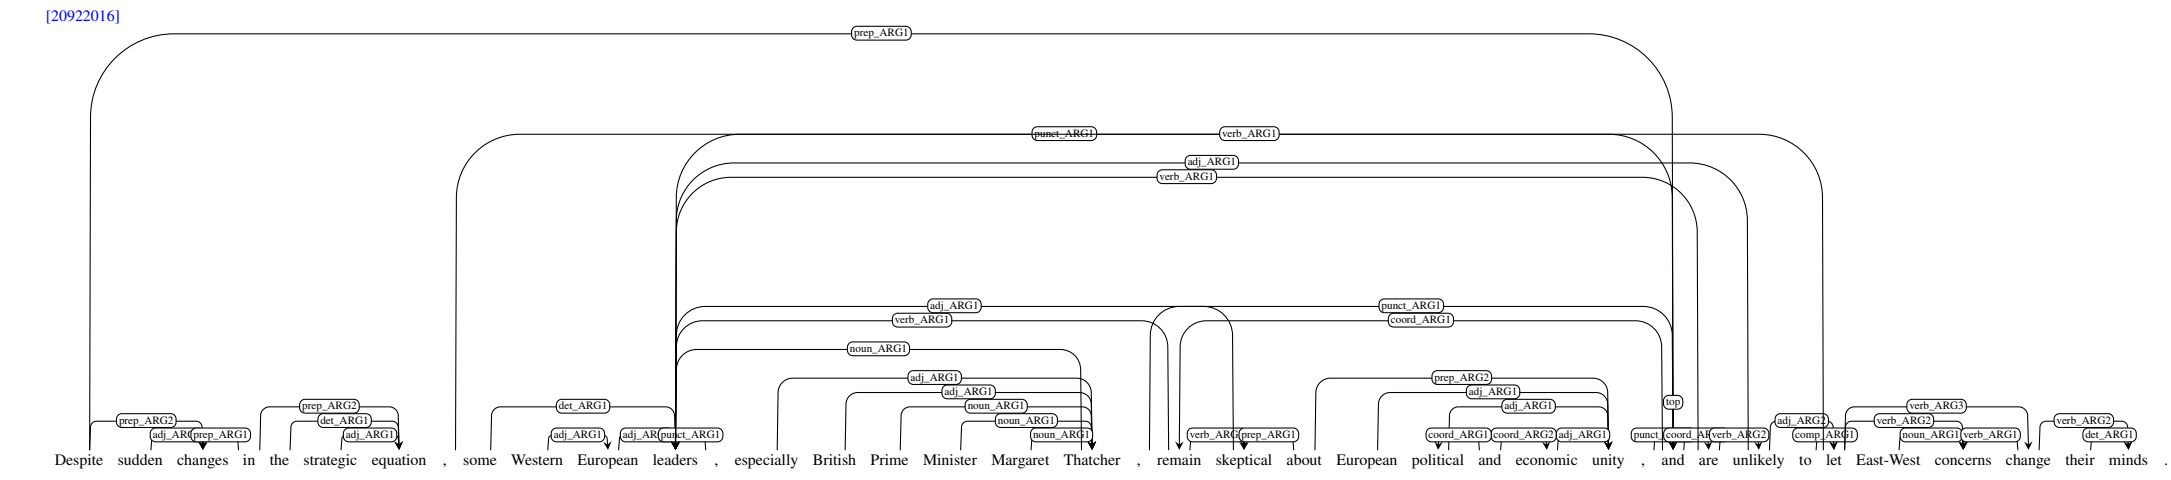 [20922016]
prep_ARG1
punct_ARG1 verb_ARG1
adj_ARG1
verb_ARG1
adj_ARG1 punct_ARG1
verb_ARG1 coord_ARG1
noun_ARG1
adj_ARG1 prep_ARG2
adj_ARG1 adj_ARG1
top
prep_ARG2 det_ARG1 noun_ARG1 adj_ARG1 verb_ARG3
prep_ARG2 det_ARG1 noun_ARG1 adj_ARG2 verb_ARG2 verb_ARG2
adj_ARG1 prep_ARG1 adj_ARG1 adj_ARG1 punct_ARG1 noun_ARG1 prep_ARG1 coord_ARG1 coord_ARG2 adj_ARG1 verb_ARG2 comp_ARG1 noun_ARG1 verb_ARG1 det_ARG1
Despite sudden changes in the strategic equation , some Western European leaders , especially British Prime Minister Margaret Thatcher , remain skeptical about European political and economic unity , and are unlikely to let East-West concerns change their minds .